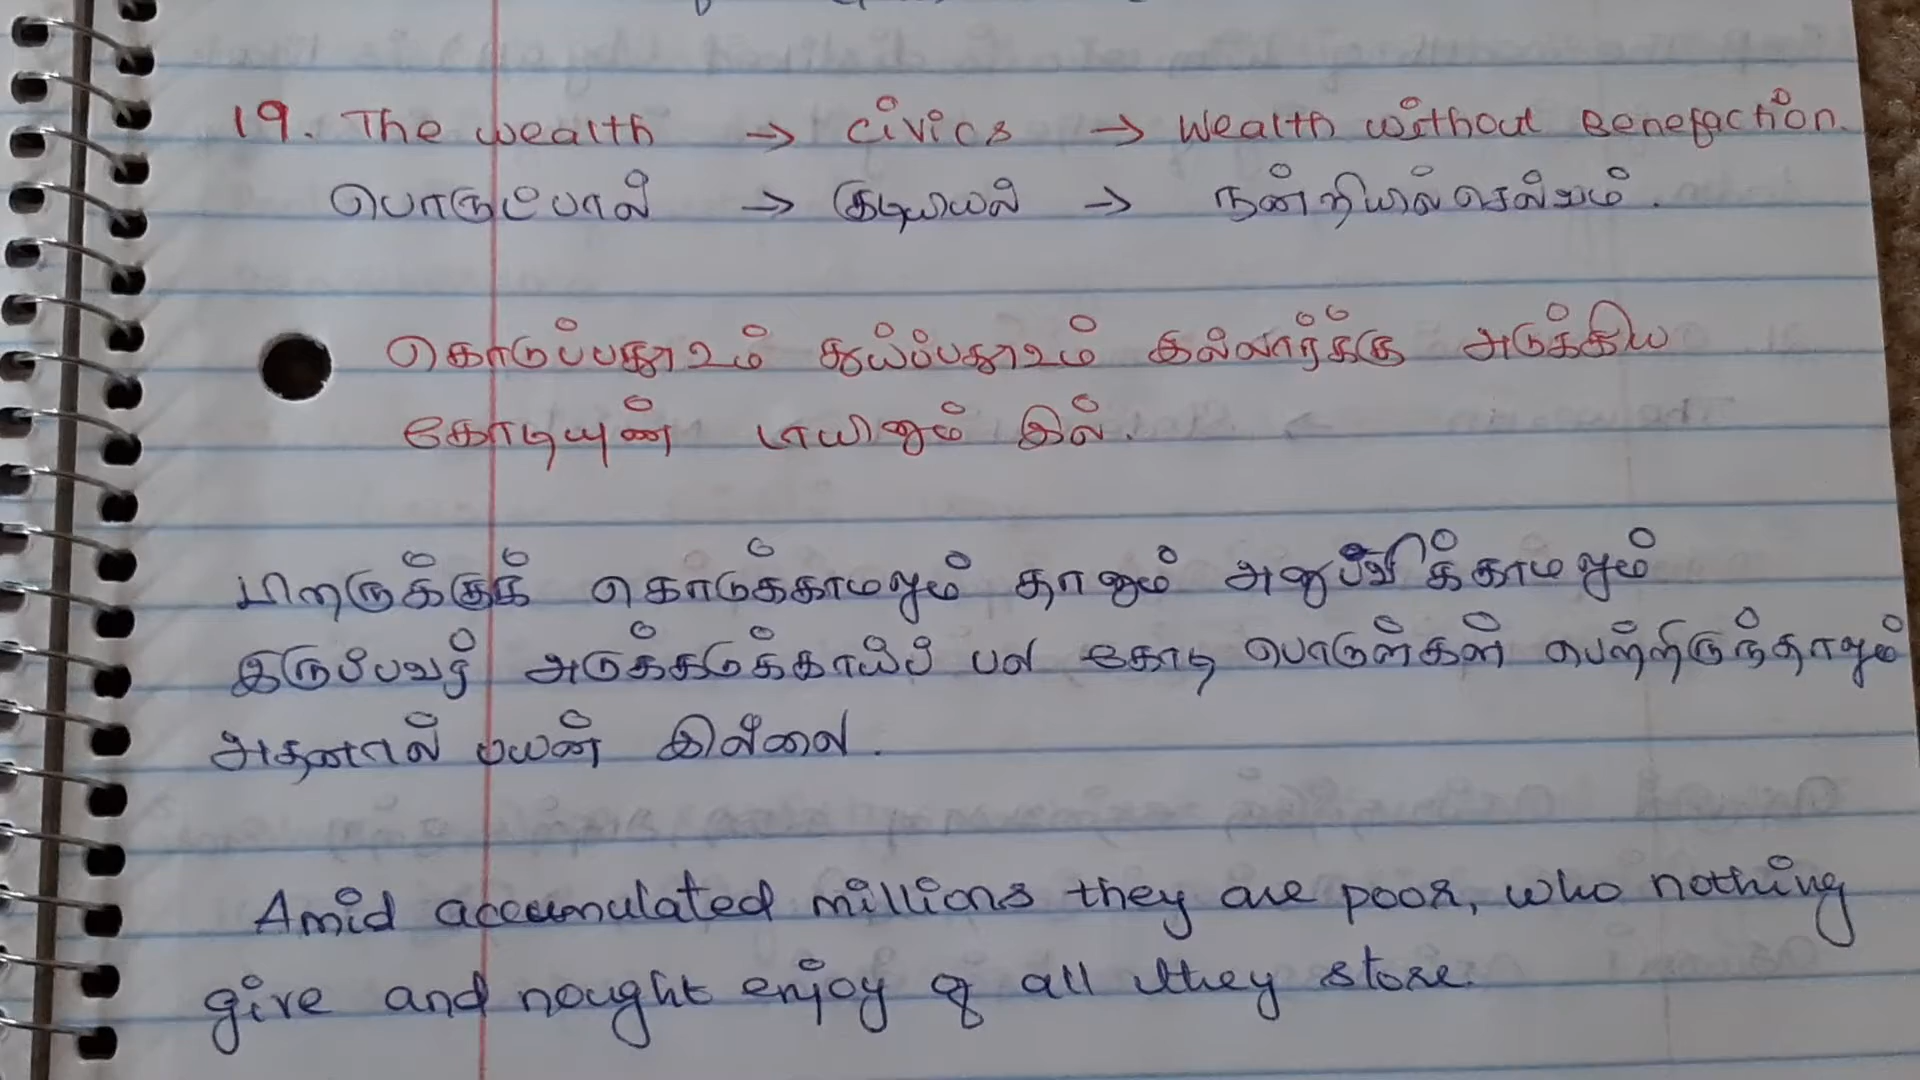 19. The wealth → civics → Wealth without Benefaction.
பொருட்பால் → குடியியல் → நன்றியில்செல்வம்.
கொடுப்பதூஉம் துய்ப்பதூஉம் இல்லார்க்கு அடுக்கிய
கோடியுண் டாயினும் இல்.
பிறருக்குக் கொடுக்காமலும் தானும் அனுபவிக்காமலும்
இருப்பவர் அடுக்கடுக்காய்ப் பல கோடி பொருள்கள் பெற்றிருந்தாலும்
அதனால் பயன் இல்லை.
Amid accumulated millions they are poor, who nothing
give and nought enjoy of all they store.